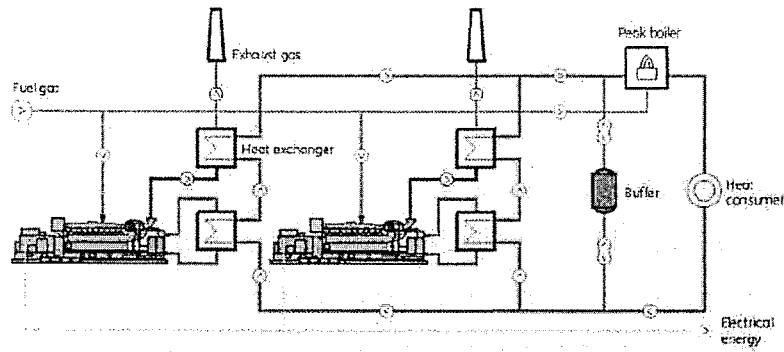 Peak boiler
Exhaust gas
Fuel gas
Heat exchanger
Buffer
Heat
consumer
Electrical
energy